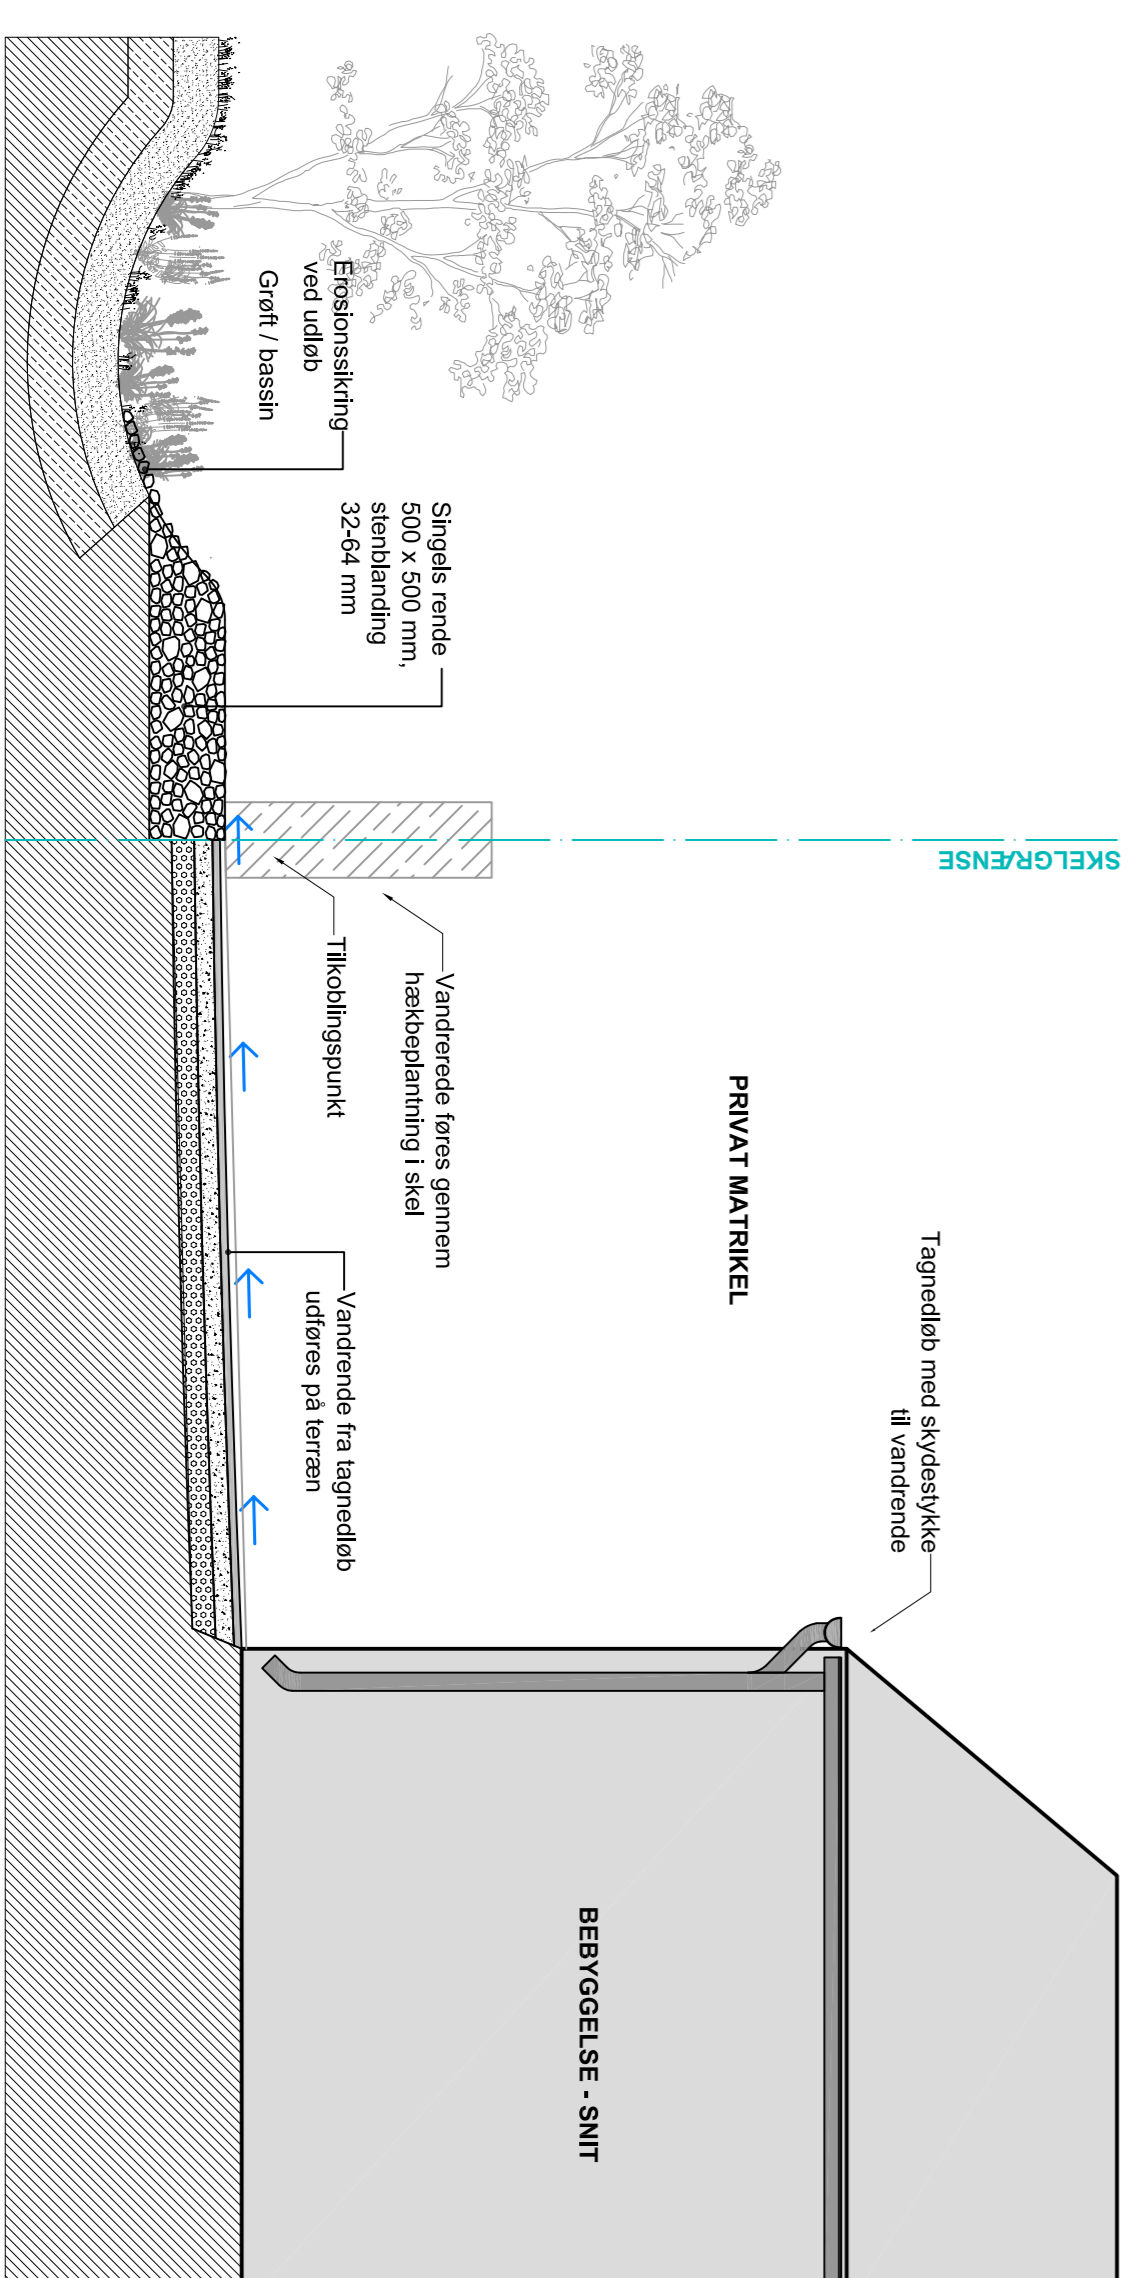 SKELGRÆNSE
Tagnedløb med skydestykke
til vandrende
PRIVAT MATRIKEL
BEBYGGELSE - SNIT
Singels rende
500 x 500 mm,
stenblanding
32-64 mm
Vandrerede føres gennem
hækbeplantning i skel
Erosionssikring
ved udløb
Grøft / bassin
Tilkoblingspunkt
Vandrende fra tagnedløb
udføres på terræn